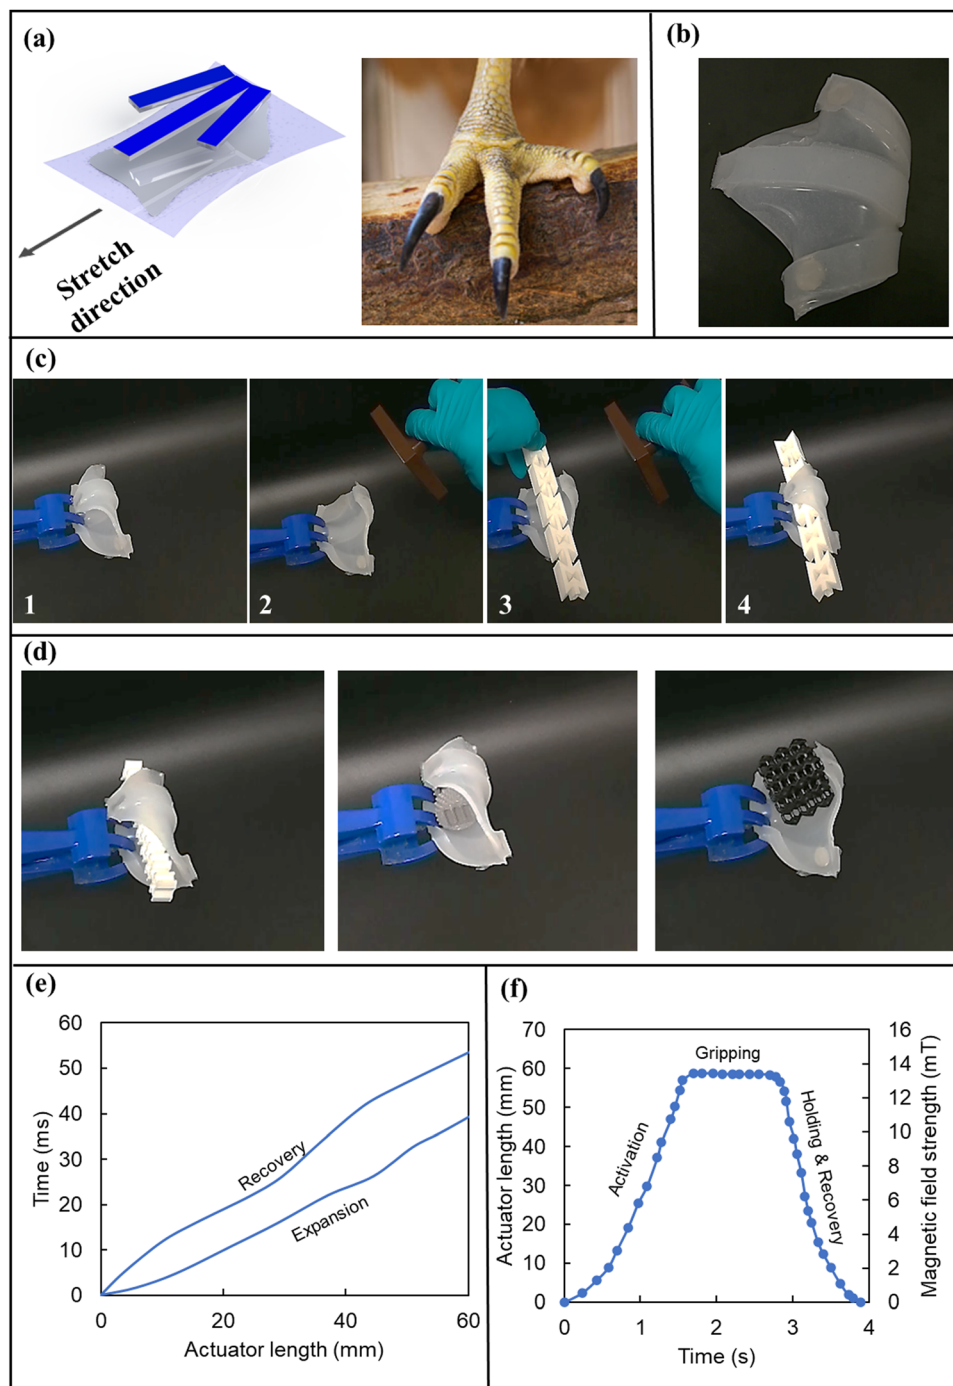 (a)
Stretch
direction
(b)
(c)
1
2
3
4
(d)
(e)
60
50
40
30
20
10
0
Time (ms)
Recovery
Expansion
0
20
40
60
Actuator length (mm)
(f)
70
60
50
40
30
20
10
0
Actuator length (mm)
Activation
Gripping
Holding & Recovery
16
14
12
10
8
6
4
2
0
Magnetic field strength (mT)
0
1
2
3
4
Time (s)